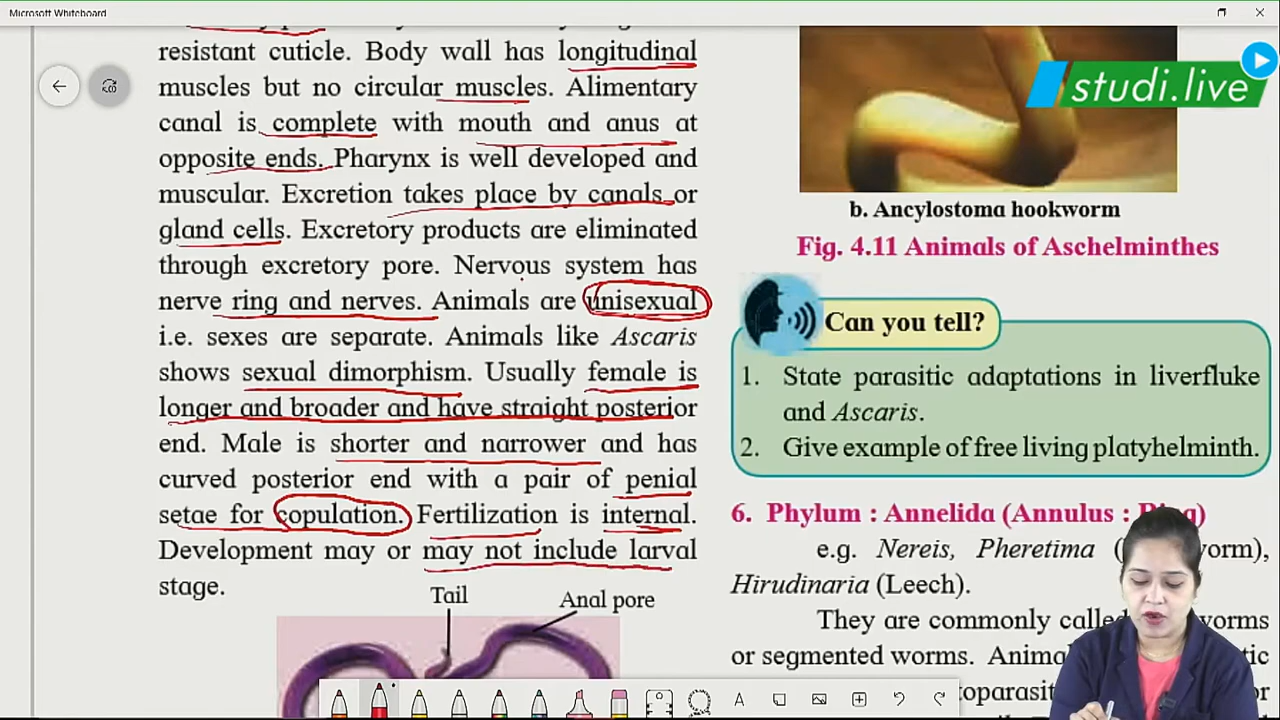 Microsoft Whiteboard
resistant cuticle. Body wall has longitudinal
muscles but no circular muscles. Alimentary
canal is complete with mouth and anus at
opposite ends. Pharynx is well developed and
muscular. Excretion takes place by canals or
gland cells. Excretory products are eliminated
through excretory pore. Nervous system has
nerve ring and nerves. Animals are unisexual
i.e. sexes are separate. Animals like Ascaris
shows sexual dimorphism. Usually female is
longer and broader and have straight posterior
end. Male is shorter and narrower and has
curved posterior end with a pair of penial
setae for copulation. Fertilization is internal.
Development may or may not include larval
stage.
Tail
Anal pore
studi.live
b. Ancylostoma hookworm
Fig. 4.11 Animals of Aschelminthes
Can you tell?
1. State parasitic adaptations in liverfluke
and Ascaris.
2. Give example of free living platyhelminth.
6. Phylum : Annelida (Annulus : Ring)
e.g. Nereis, Pheretima
Hirudinaria (Leech).
They are commonly called
or segmented worms.